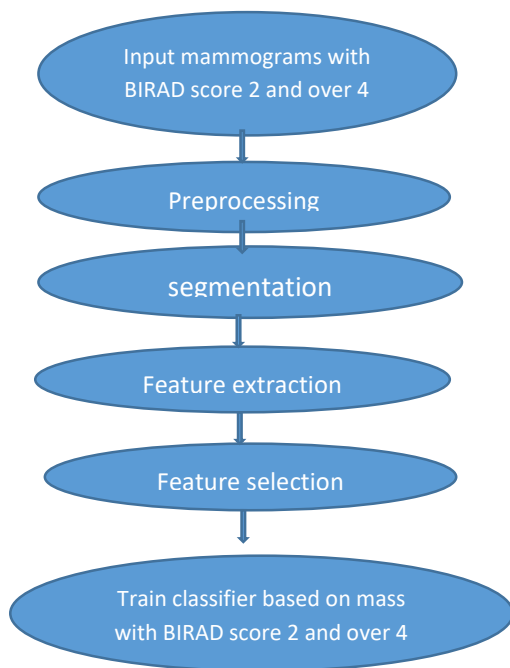 Input mammograms with
BIRAD score 2 and over 4
Preprocessing
segmentation
Feature extraction
Feature selection
Train classifier based on mass
with BIRAD score 2 and over 4